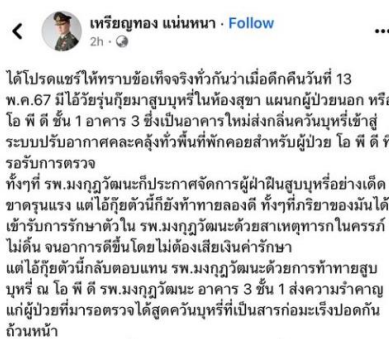 เหรียญทอง แน่นหนา · Follow
2h ·
ได้โปรดแชร์ให้ทราบข้อเท็จจริงทั่วกันว่าเมื่อดึกคืนวันที่ 13
พ.ค.67 มีไอ้วัยรุ่นกุ๊ยมาสูบบุหรี่ในห้องสุขา แผนกผู้ป่วยนอก หรือ
โอ พี ดี ชั้น 1 อาคาร 3 ซึ่งเป็นอาคารใหม่ส่งกลิ่นควันบุหรี่เข้าสู่
ระบบปรับอากาศคละคลุ้งทั่วพื้นที่พักคอยสำหรับผู้ป่วย โอ พี ดี ที่
รอรับการตรวจ
ทั้งๆที่ รพ.มงกุฎวัฒนะก็ประกาศจัดการผู้ฝ่าฝืนสูบบุหรี่อย่างเด็ด
ขาดรุนแรง แต่ไอ้กุ๊ยตัวนี้ก็ยังท้าทายลองดี ทั้งๆที่ภริยาของมันได้
เข้ารับการรักษาตัวใน รพ.มงกุฎวัฒนะด้วยสาเหตุทารกในครรภ์
ไม่ดิ้น จนอาการดีขึ้นโดยไม่ต้องเสียเงินค่ารักษา
แต่ไอ้กุ๊ยตัวนี้กลับตอบแทน รพ.มงกุฎวัฒนะด้วยการท้าทายสูบ
บุหรี่ ณ โอ พี ดี รพ.มงกุฎวัฒนะ อาคาร 3 ชั้น 1 ส่งความรำคาญ
แก่ผู้ป่วยที่มารอตรวจได้สูดควันบุหรี่ที่เป็นสารก่อมะเร็งปอดกัน
ถ้วนหน้า